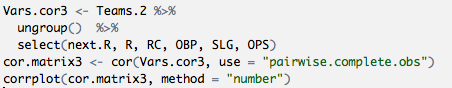 Vars.cor3 <- Teams.2 %>%
  ungroup()  %>%
  select(next.R, R, RC, OBP, SLG, OPS)
cor.matrix3 <- cor(Vars.cor3, use = "pairwise.complete.obs")
corrplot(cor.matrix3, method = "number")